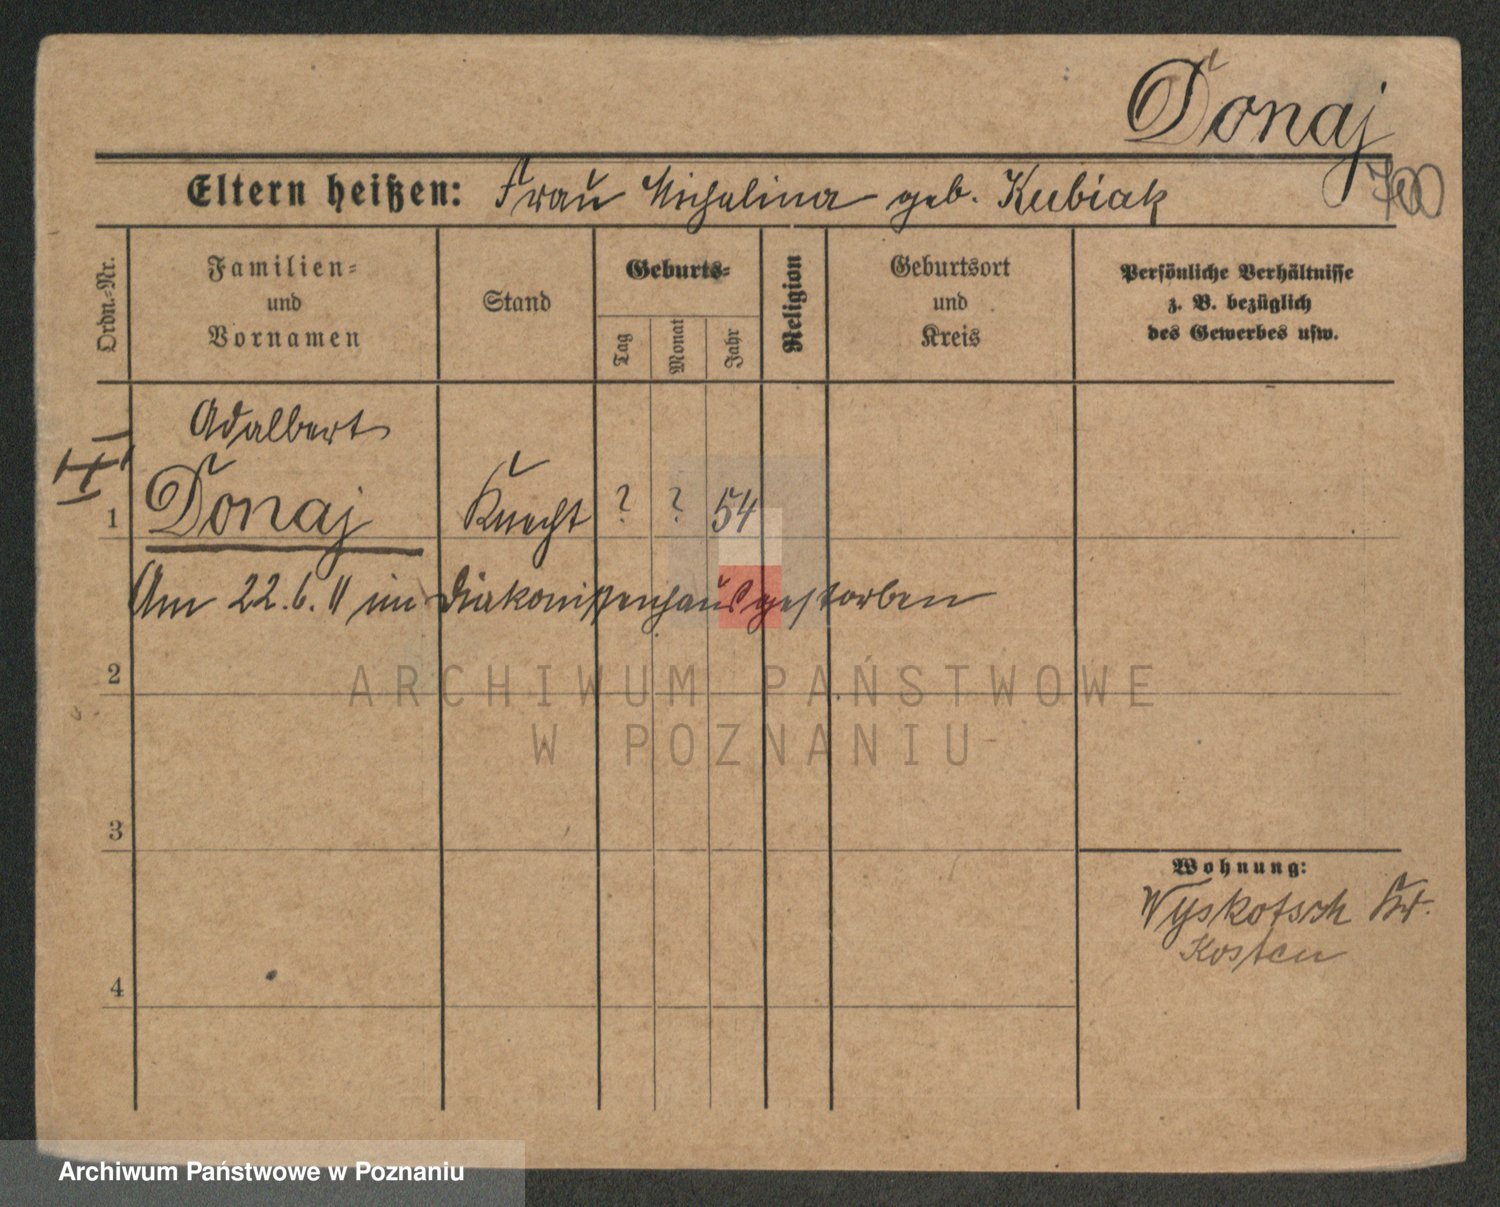 Donaj
700
Eltern heißen: Frau Michalina geb. Kubiak
Ordn.-Nr.
Familien-
und
Vornamen
Stand
Geburts-
Tag
Monat
Jahr
Religion
Geburtsort
und
Kreis
Persönliche Verhältnisse
z. B. bezüglich
des Gewerbes usw.
Adalbert
1 Donaj Knecht ? ? 54
Am 22.6.11 im Diakonissenhaus gestorben
2
ARCHIWUM PAŃSTWOWE
W POZNANIU
3
Wohnung:
Wyskotsch Kr.
Kosten
4
Archiwum Państwowe w Poznaniu